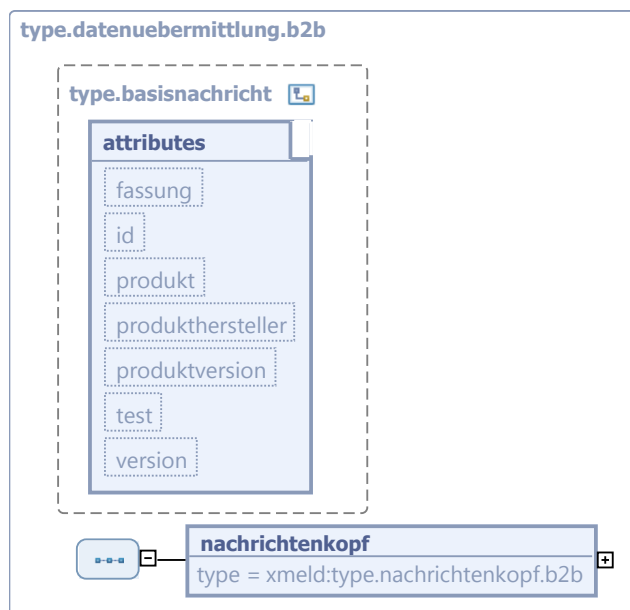 type.datenuebermittlung.b2b
type.basisnachricht
attributes
fassung
id
produkt
produkthersteller
produktversion
test
version
nachrichtenkopf
type = xmeld:type.nachrichtenkopf.b2b